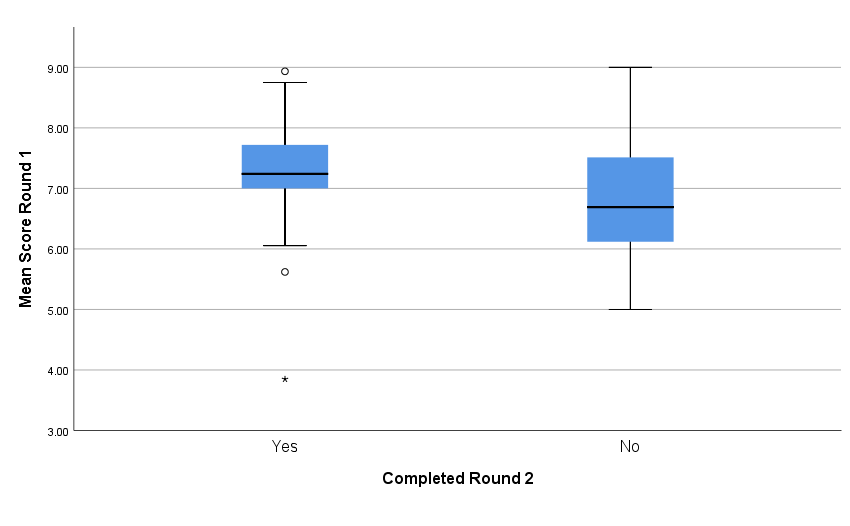 9.00
8.00
7.00
6.00
5.00
4.00
3.00
Mean Score Round 1
Yes
No
Completed Round 2